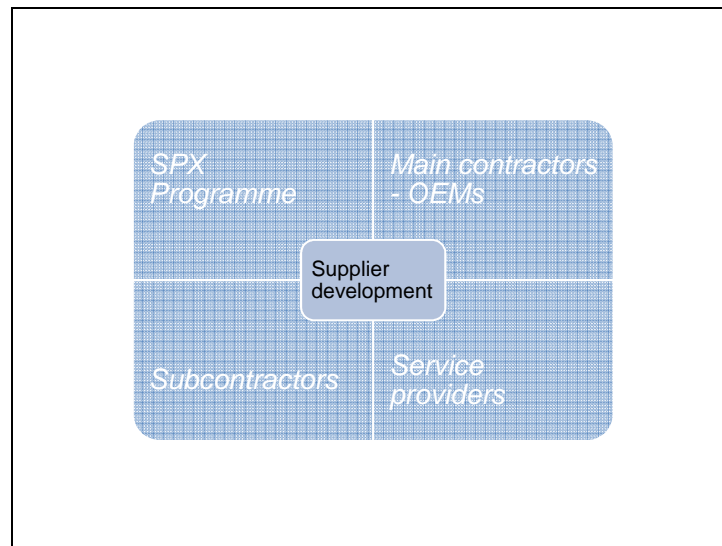 SPX
Programme
Main contractors
- OEMs
Supplier
development
Subcontractors
Service
providers